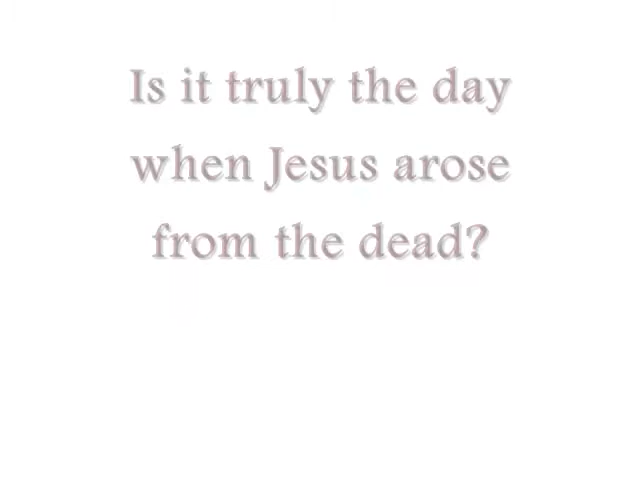 Is it truly the day
when Jesus arose
from the dead?